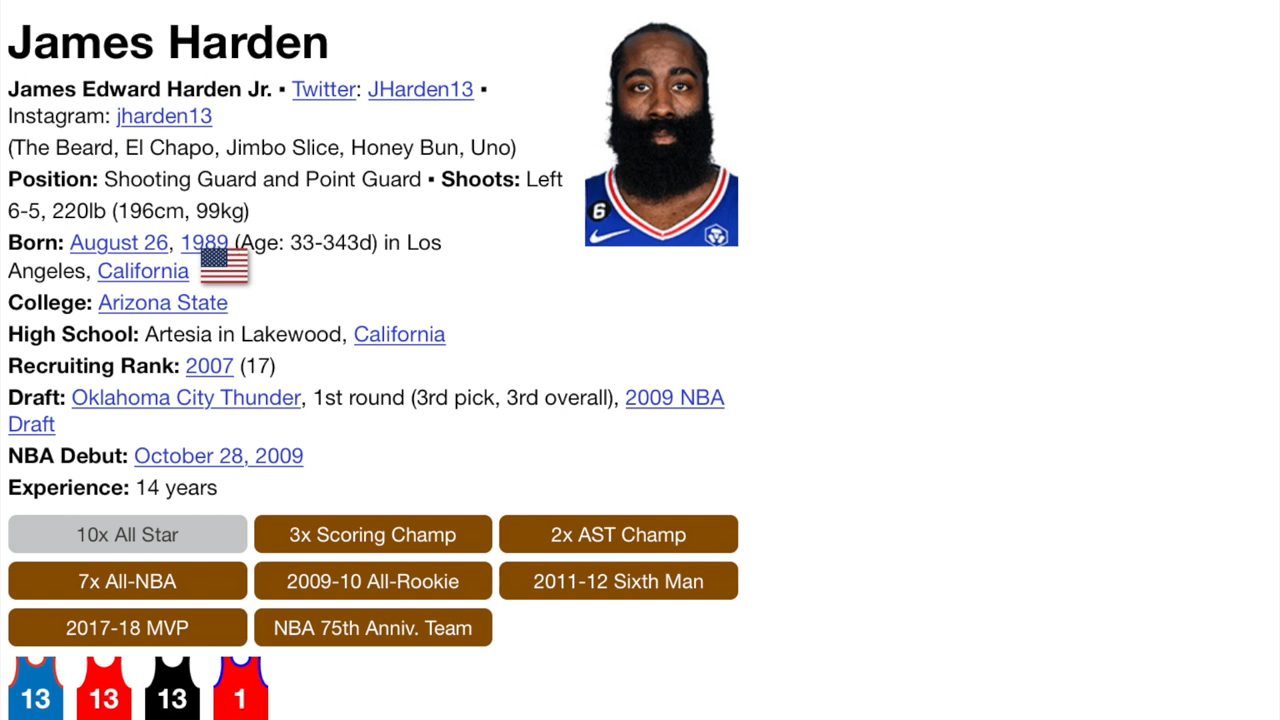 James Harden
James Edward Harden Jr. ▪ Twitter: JHarden13 ▪
Instagram: jharden13
(The Beard, El Chapo, Jimbo Slice, Honey Bun, Uno)
Position: Shooting Guard and Point Guard ▪ Shoots: Left
6-5, 220lb (196cm, 99kg)
6
Born: August 26, 1989 (Age: 33-343d) in Los
Angeles, California
College: Arizona State
High School: Artesia in Lakewood, California
Recruiting Rank: 2007 (17)
Draft: Oklahoma City Thunder, 1st round (3rd pick, 3rd overall), 2009 NBA
Draft
NBA Debut: October 28, 2009
Experience: 14 years
10x All Star 3x Scoring Champ 2x AST Champ
7x All-NBA 2009-10 All-Rookie 2011-12 Sixth Man
2017-18 MVP NBA 75th Anniv. Team
13 13 13 1